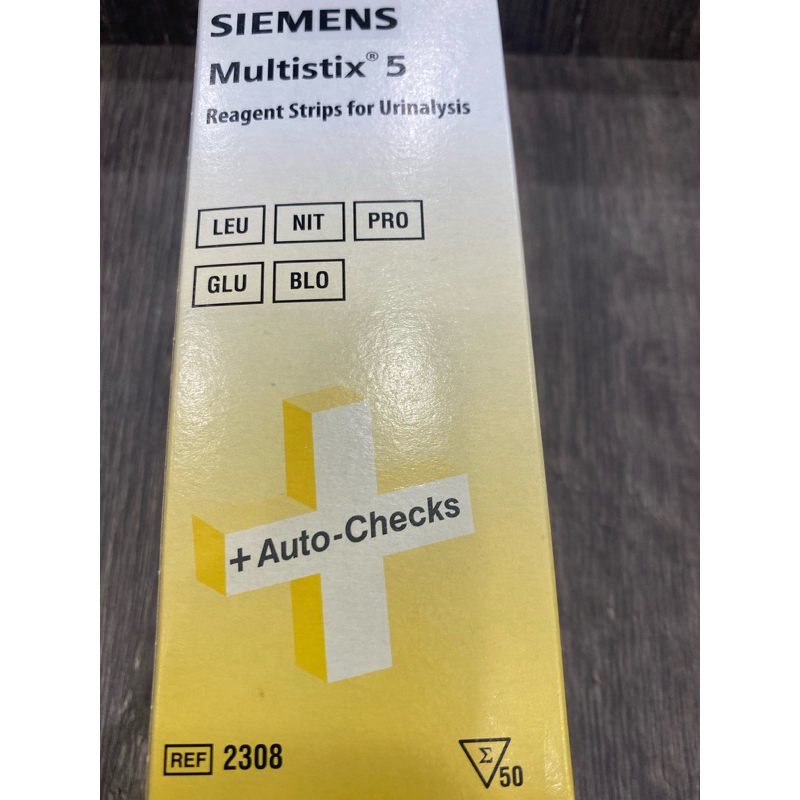 SIEMENS
Multistix® 5
Reagent Strips for Urinalysis
LEU NIT PRO
GLU BLO
+ Auto-Checks
REF 2308
Σ 50